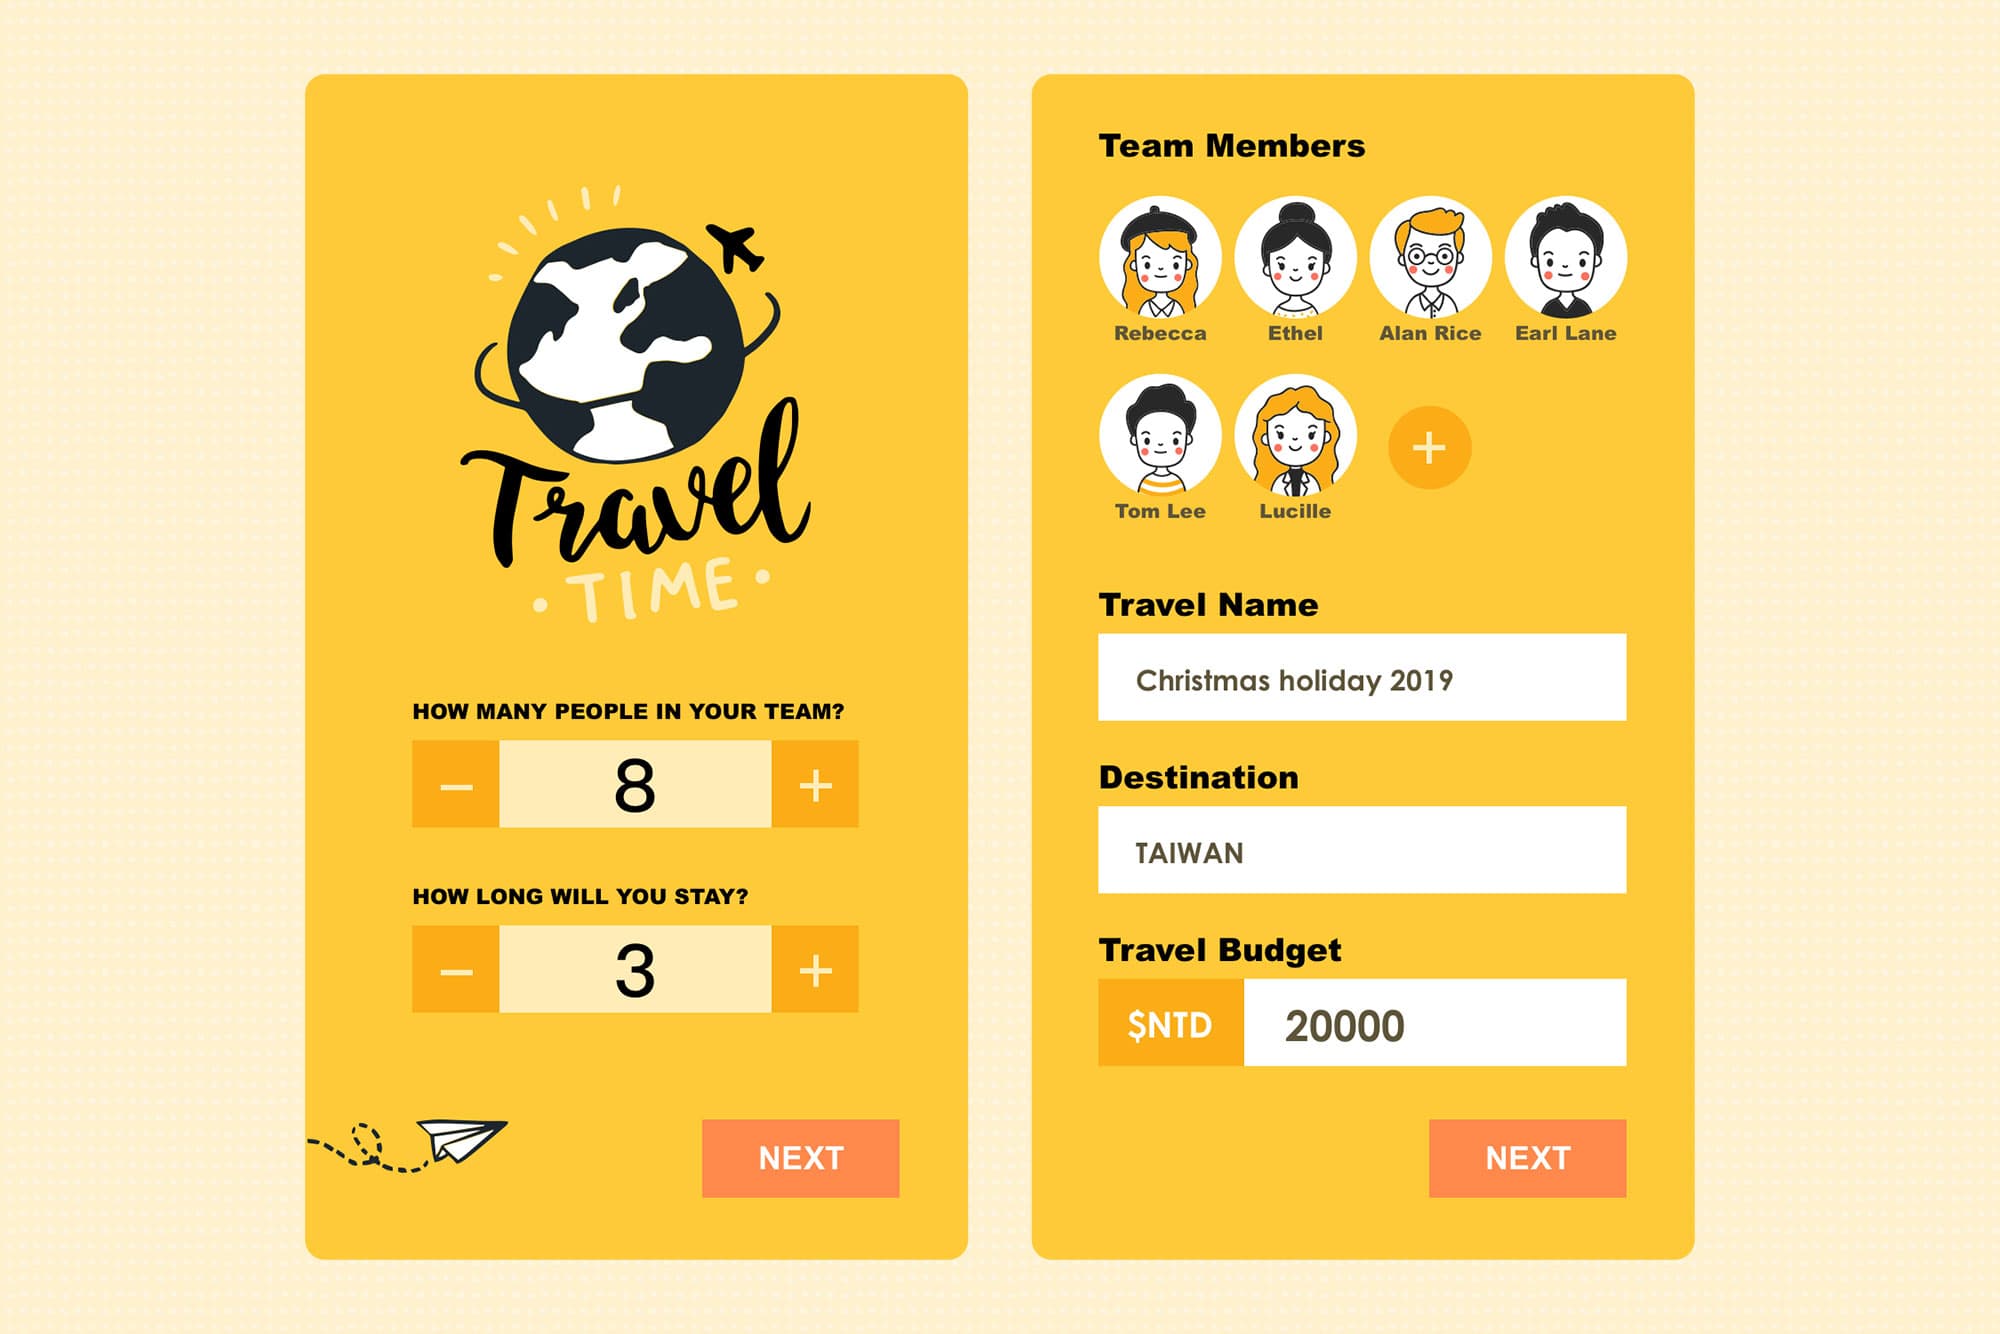 Travel
• TIME •
HOW MANY PEOPLE IN YOUR TEAM?
− 8 +
HOW LONG WILL YOU STAY?
− 3 +
NEXT
Team Members
Rebecca Ethel Alan Rice Earl Lane
Tom Lee Lucille +
Travel Name
Christmas holiday 2019
Destination
TAIWAN
Travel Budget
$NTD 20000
NEXT